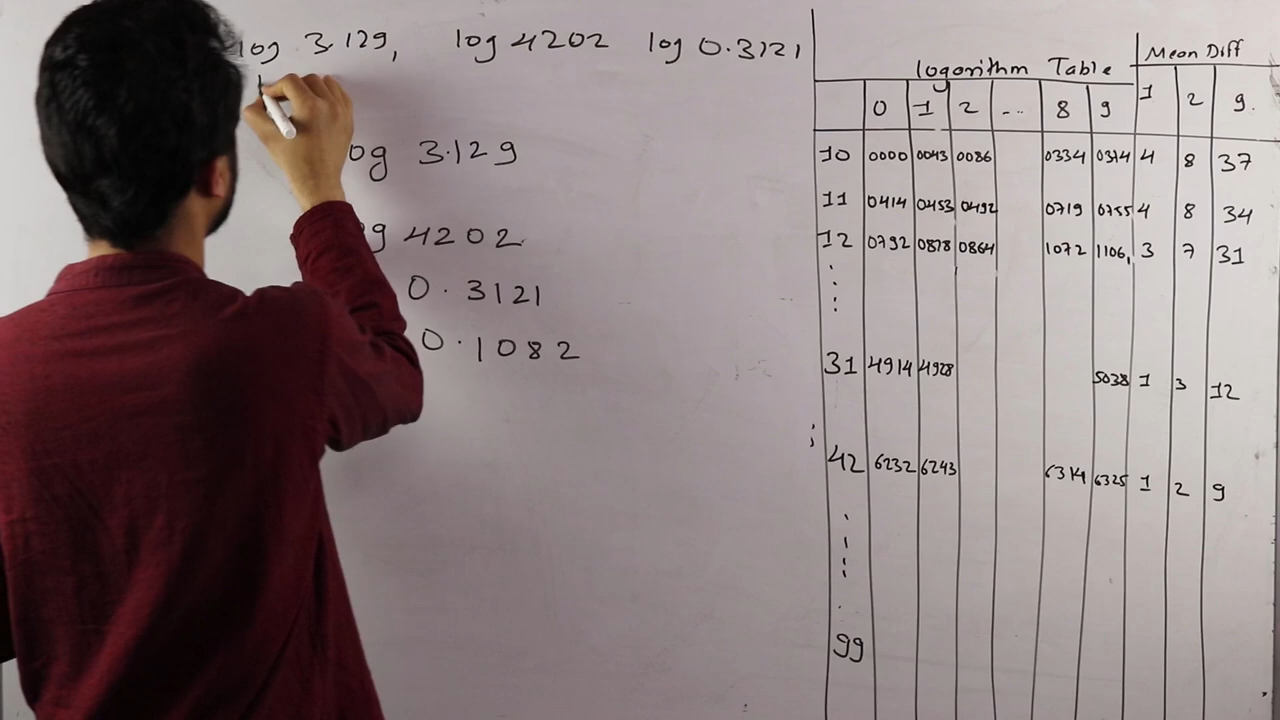 log 3.129, log 4202 log 0.3121
log 3.129
4202
0.3121
0.1082
Mean Diff
logorithm Table
0 1 2 ... 8 9 1 2 9.
10 0000 0043 0086 0334 0374 4 8 37
11 0414 0453 0492 0719 0755 4 8 34
12 0792 0828 0864 1072 1106, 3 7 31
31 4914 4928 5038 1 3 12
42 6232 6243 6314 6325 1 2 9
99